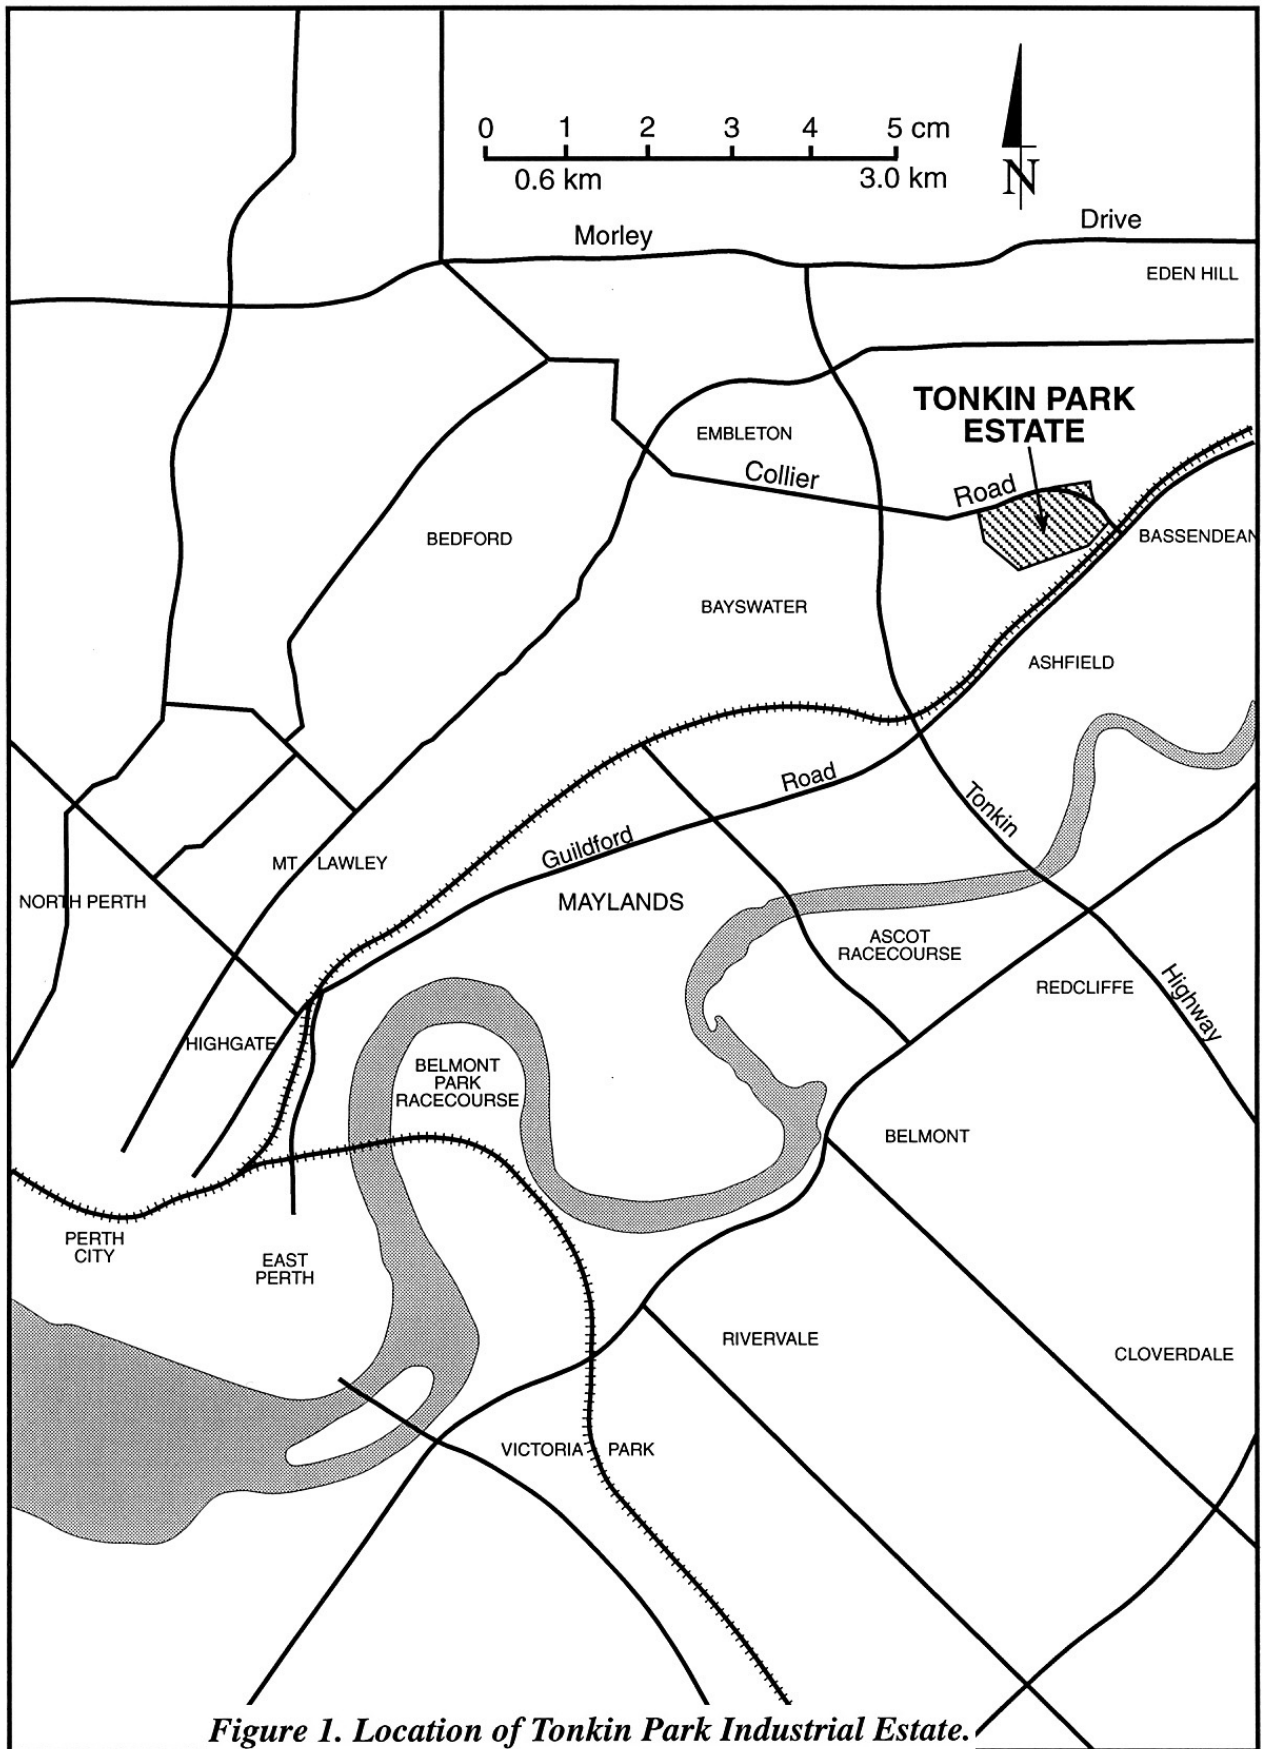 0 1 2 3 4 5 cm
0.6 km 3.0 km
N
Morley Drive
EDEN HILL
TONKIN PARK
ESTATE
EMBLETON
Collier Road
BEDFORD
BASSENDEAN
BAYSWATER
ASHFIELD
Guildford Road
Tonkin Highway
MT LAWLEY
NORTH PERTH
MAYLANDS
ASCOT
RACECOURSE
REDCLIFFE
HIGHGATE
BELMONT
PARK
RACECOURSE
BELMONT
PERTH
CITY
EAST
PERTH
RIVERVALE
CLOVERDALE
VICTORIA PARK
Figure 1. Location of Tonkin Park Industrial Estate.